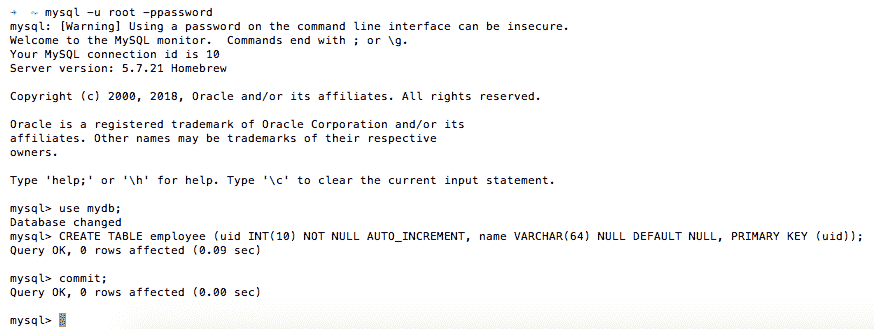 ➜ ~ mysql -u root -ppassword
mysql: [Warning] Using a password on the command line interface can be insecure.
Welcome to the MySQL monitor.  Commands end with ; or \g.
Your MySQL connection id is 10
Server version: 5.7.21 Homebrew
Copyright (c) 2000, 2018, Oracle and/or its affiliates. All rights reserved.
Oracle is a registered trademark of Oracle Corporation and/or its
affiliates. Other names may be trademarks of their respective
owners.
Type 'help;' or '\h' for help. Type '\c' to clear the current input statement.
mysql> use mydb;
Database changed
mysql> CREATE TABLE employee (uid INT(10) NOT NULL AUTO_INCREMENT, name VARCHAR(64) NULL DEFAULT NULL, PRIMARY KEY (uid));
Query OK, 0 rows affected (0.09 sec)
mysql> commit;
Query OK, 0 rows affected (0.00 sec)
mysql>